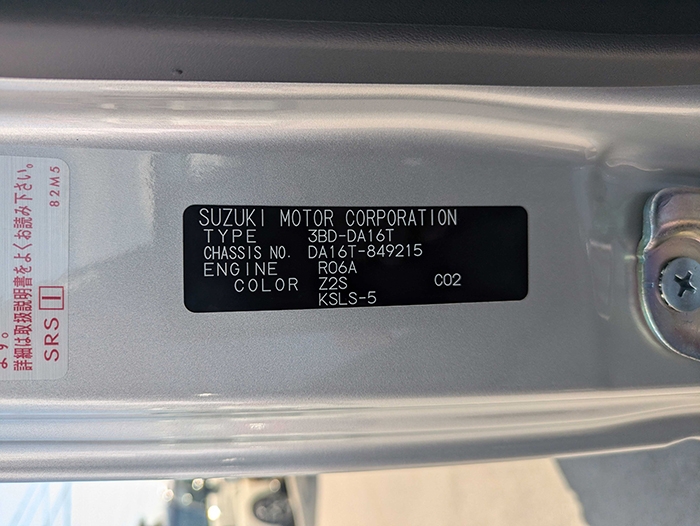 SUZUKI MOTOR CORPORATION
TYPE 3BD-DA16T
CHASSIS NO. DA16T-849215
ENGINE R06A
COLOR Z2S C02
KSLS-5
82M5
詳細は取扱説明書をよくお読み下さい。
SRS 1